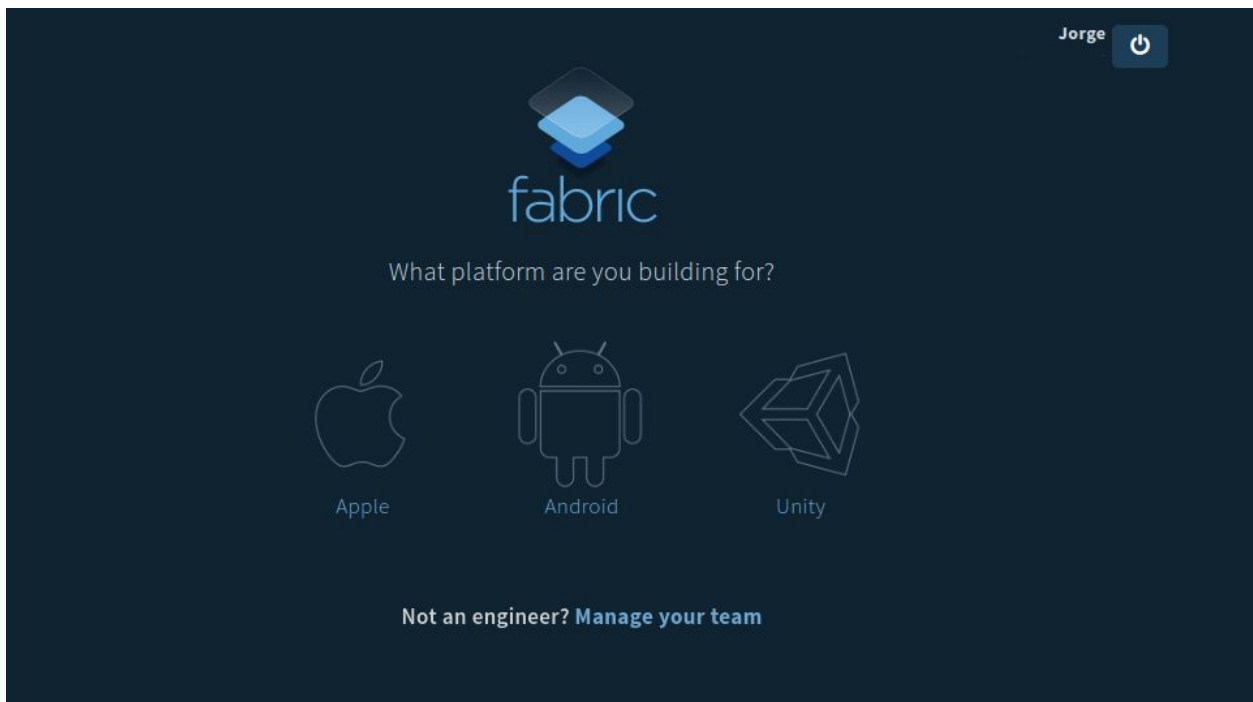 Jorge
fabric
What platform are you building for?
Apple
Android
Unity
Not an engineer? Manage your team